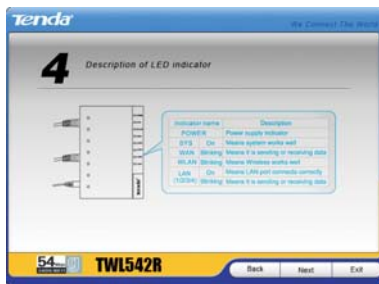 Tenda
We Connect The World
4 Description of LED indicator
Indicator name Description
POWER Power supply indicator
SYS On Means system works well
WAN Blinking Means it is sending or receiving data
WLAN Blinking Means Wireless works well
LAN On Means LAN port connects correctly
(1/2/3/4) Blinking Means it is sending or receiving data
54
TWL542R
Back Next Exit